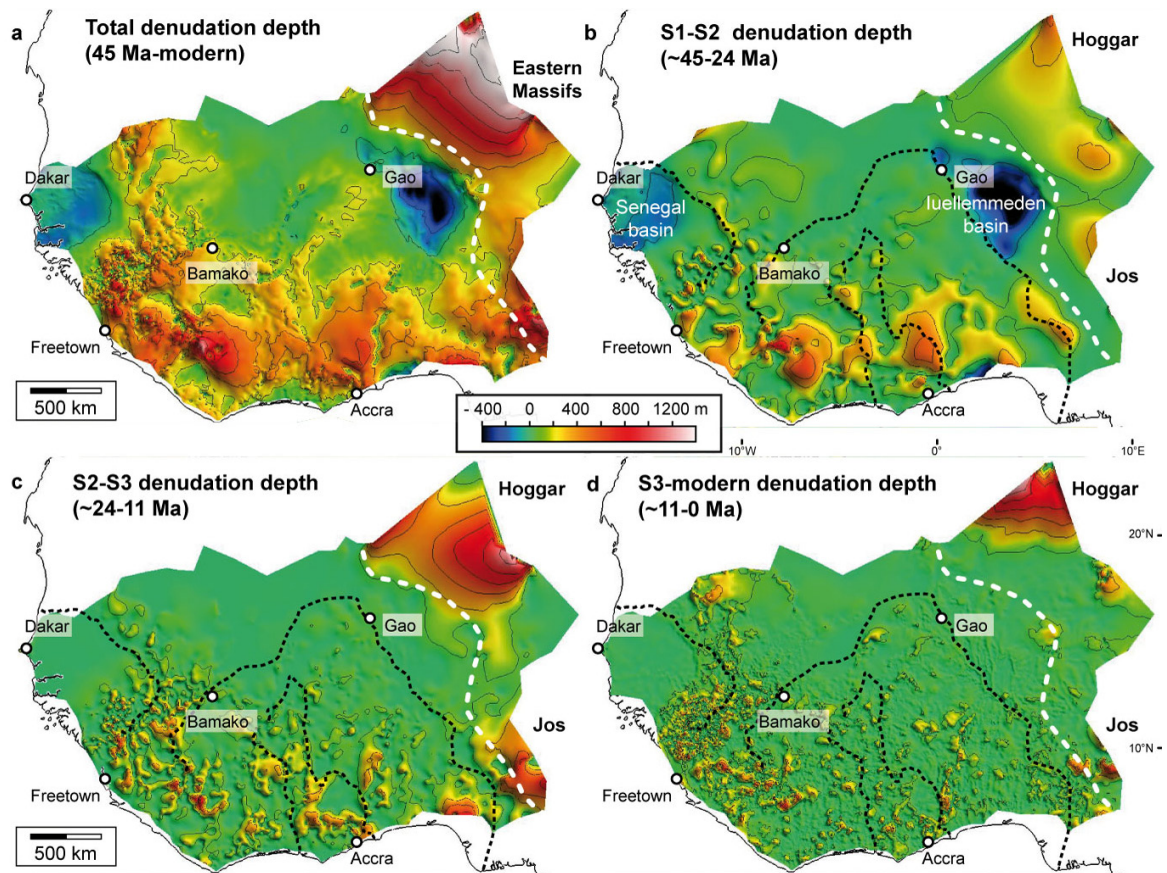 a
Total denudation depth
(45 Ma-modern)
Eastern
Massifs
Dakar
Gao
Bamako
Freetown
Accra
500 km
b
S1-S2 denudation depth
(~45-24 Ma)
Hoggar
Dakar
Senegal
basin
Gao
Iuellemmeden
basin
Bamako
Jos
Freetown
Accra
- 400 0 400 800 1200 m
10°W 0° 10°E
c
S2-S3 denudation depth
(~24-11 Ma)
Hoggar
Dakar
Gao
Bamako
Jos
Freetown
Accra
500 km
d
S3-modern denudation depth
(~11-0 Ma)
Hoggar
20°N
Dakar
Gao
Bamako
Jos
10°N
Freetown
Accra